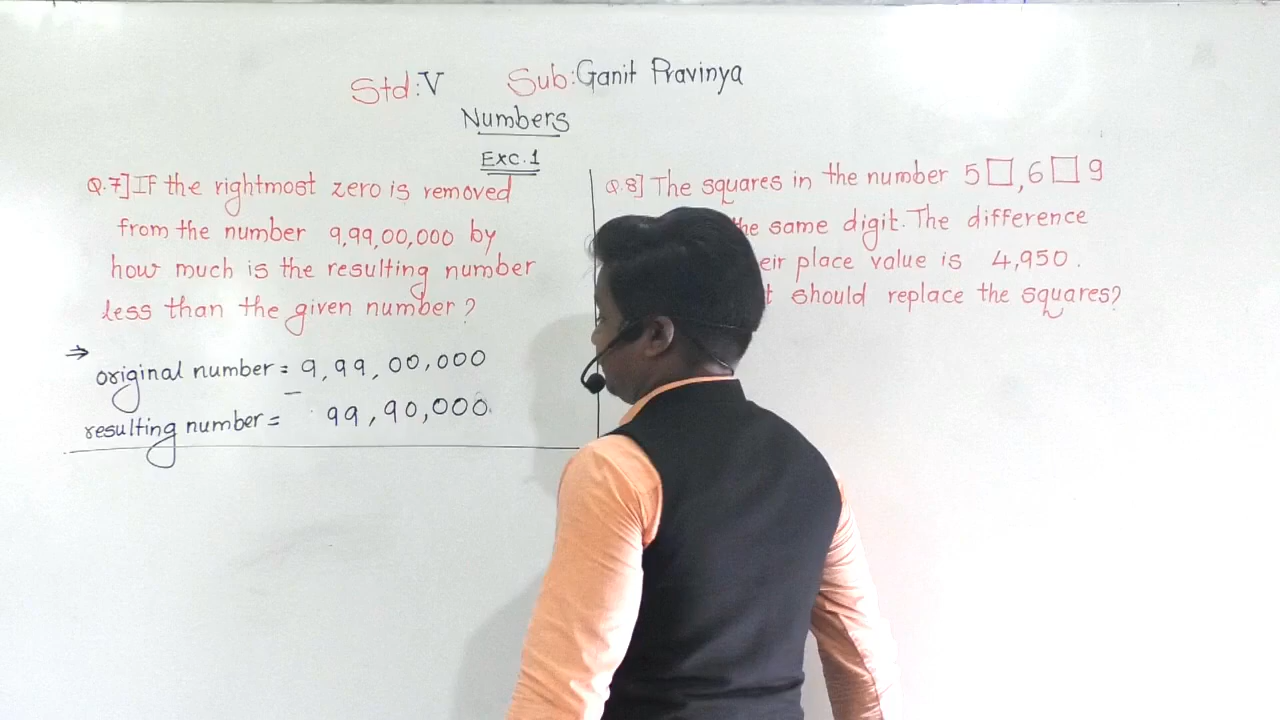 Std: V Sub: Ganit Pravinya
Numbers
Exc.1
Q.7] IF the rightmost zero is removed
from the number 9,99,00,000 by
how much is the resulting number
less than the given number?
⇒ original number = 9,99,00,000
− 
resulting number = 99,90,000
Q.8] The squares in the number 5□,6□9
same digit. The difference
place value is 4,950.
should replace the squares?